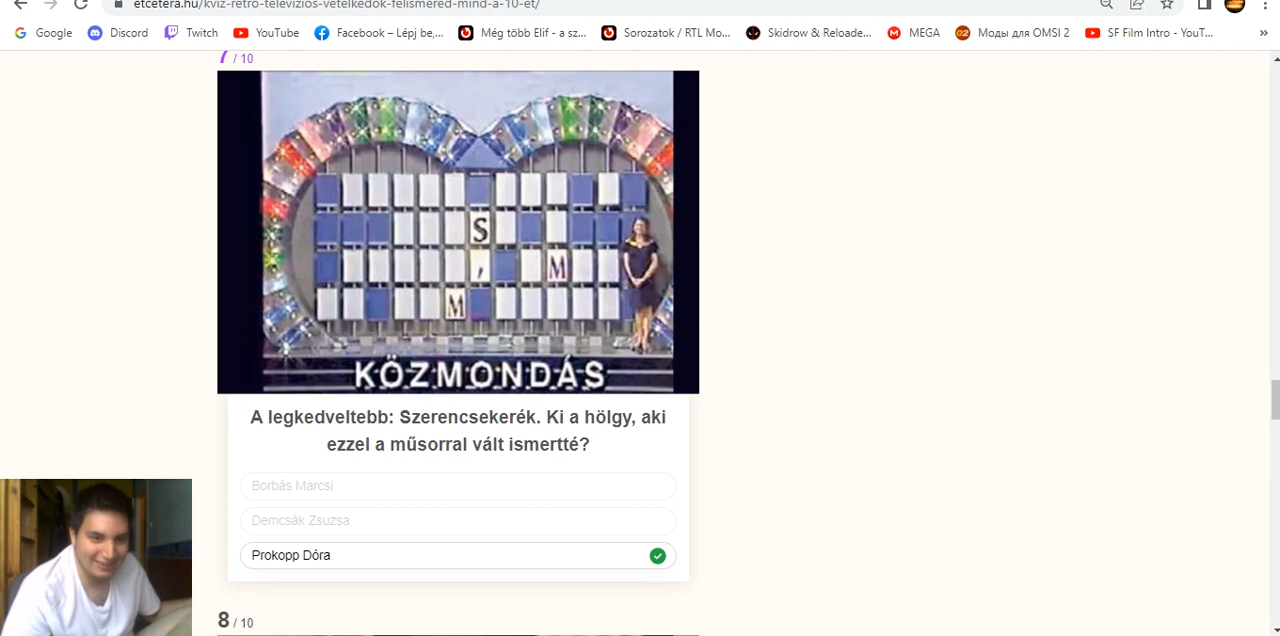 etcetera.hu/kviz-retro-televizios-vetelkedok-felismered-mind-a-10-et/
Google Discord Twitch YouTube Facebook – Lépj be,... Még több Elif - a sz... Sorozatok / RTL Mo... Skidrow & Reloade... MEGA Моды для OMSI 2 SF Film Intro - YouT... »
7 / 10
S
, M
M
KÖZMONDÁS
A legkedveltebb: Szerencsekerék. Ki a hölgy, aki
ezzel a műsorral vált ismertté?
Borbás Marcsi
Demcsák Zsuzsa
Prokopp Dóra
8 / 10